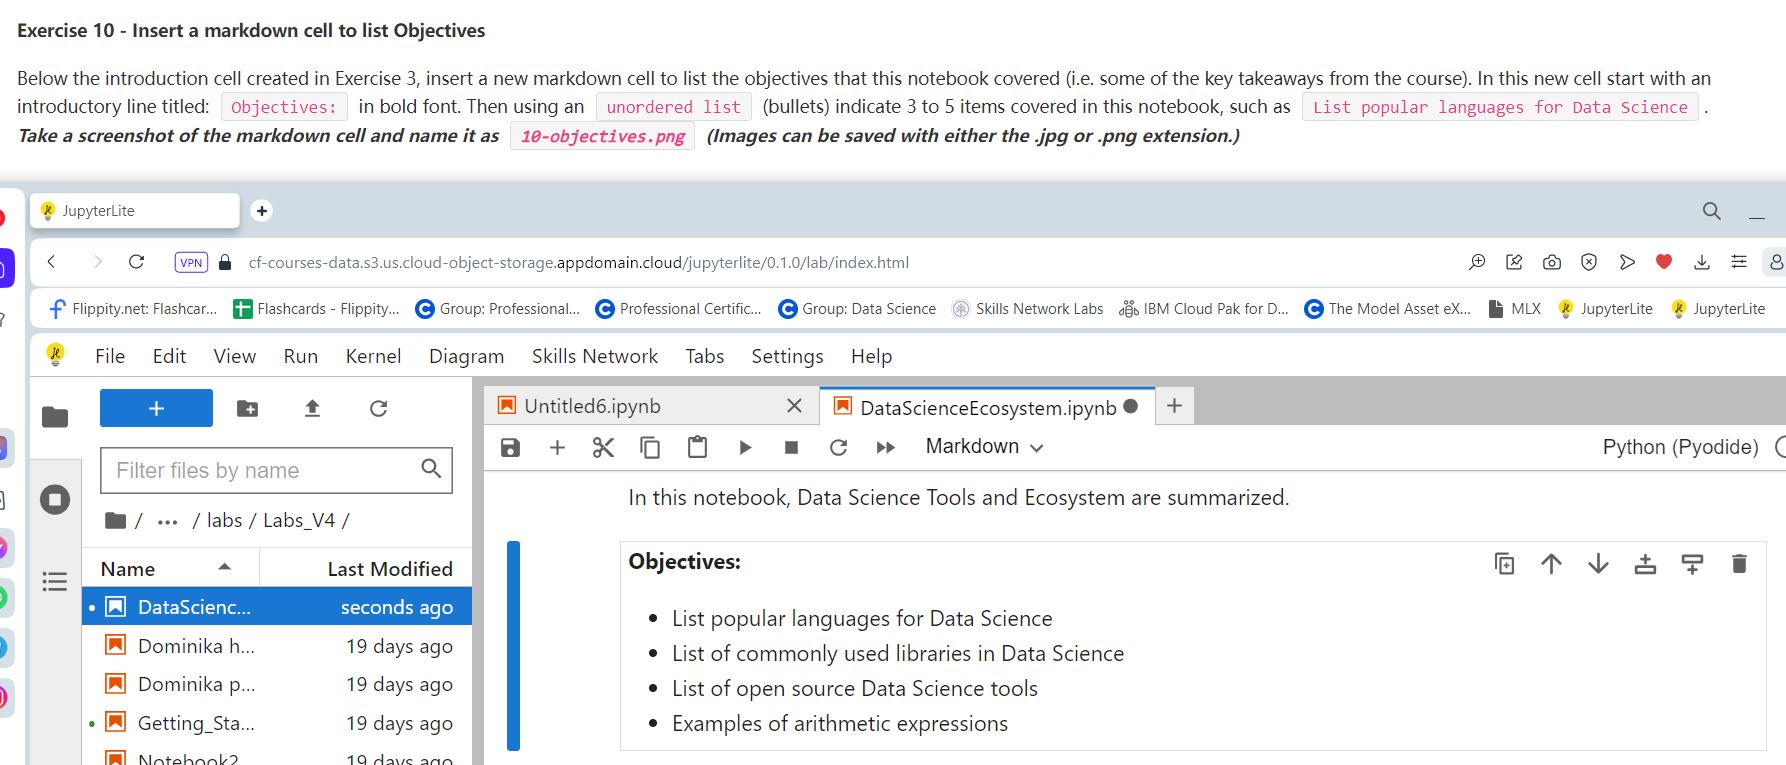 Exercise 10 - Insert a markdown cell to list Objectives
Below the introduction cell created in Exercise 3, insert a new markdown cell to list the objectives that this notebook covered (i.e. some of the key takeaways from the course). In this new cell start with an
introductory line titled: Objectives: in bold font. Then using an unordered list (bullets) indicate 3 to 5 items covered in this notebook, such as List popular languages for Data Science .
Take a screenshot of the markdown cell and name it as 10-objectives.png (Images can be saved with either the .jpg or .png extension.)
JupyterLite
VPN cf-courses-data.s3.us.cloud-object-storage.appdomain.cloud/jupyterlite/0.1.0/lab/index.html
Flippity.net: Flashcar... Flashcards - Flippity... Group: Professional... Professional Certific... Group: Data Science Skills Network Labs IBM Cloud Pak for D... The Model Asset eX... MLX JupyterLite JupyterLite
File Edit View Run Kernel Diagram Skills Network Tabs Settings Help
Untitled6.ipynb DataScienceEcosystem.ipynb
Markdown Python (Pyodide)
Filter files by name
/ ... / labs / Labs_V4 /
Name Last Modified
DataScienc... seconds ago
Dominika h... 19 days ago
Dominika p... 19 days ago
Getting_Sta... 19 days ago
Notebook2 19 days ago
In this notebook, Data Science Tools and Ecosystem are summarized.
Objectives:
• List popular languages for Data Science
• List of commonly used libraries in Data Science
• List of open source Data Science tools
• Examples of arithmetic expressions